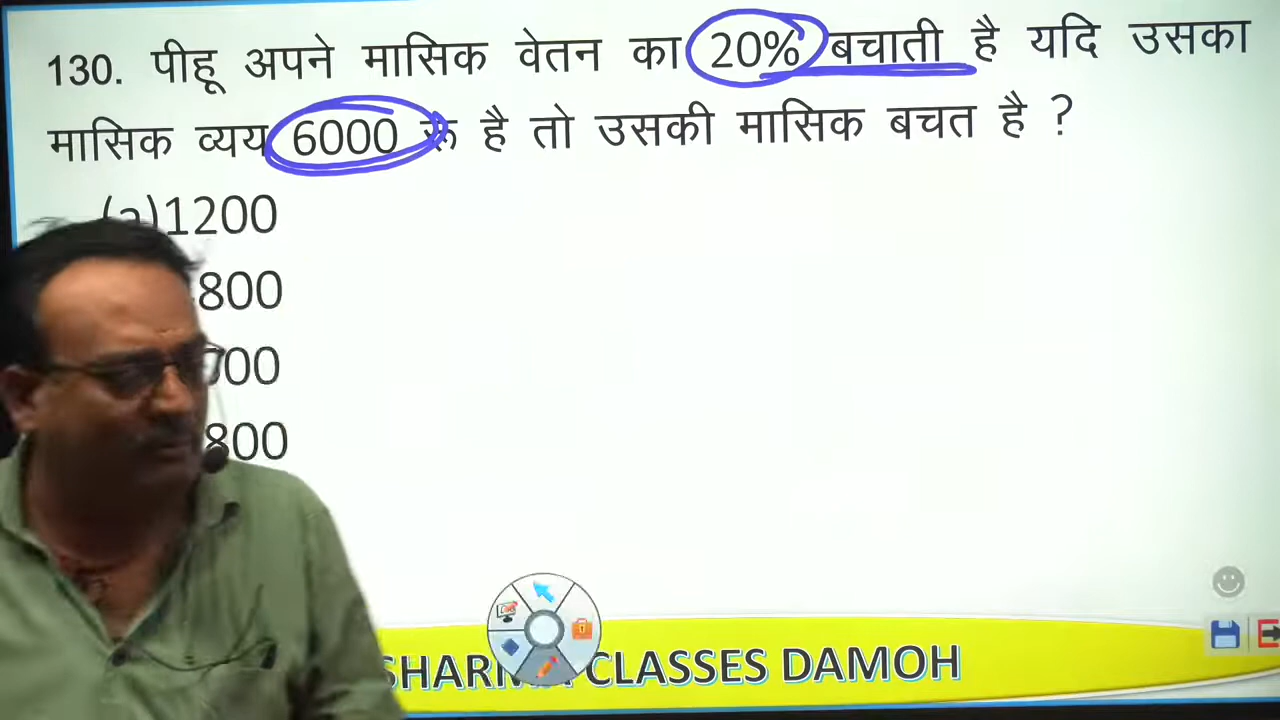 130. पीहू अपने मासिक वेतन का 20% बचाती है यदि उसका
मासिक व्यय 6000 रू है तो उसकी मासिक बचत है ?
(a)1200
800
00
800
CLASSES DAMOH